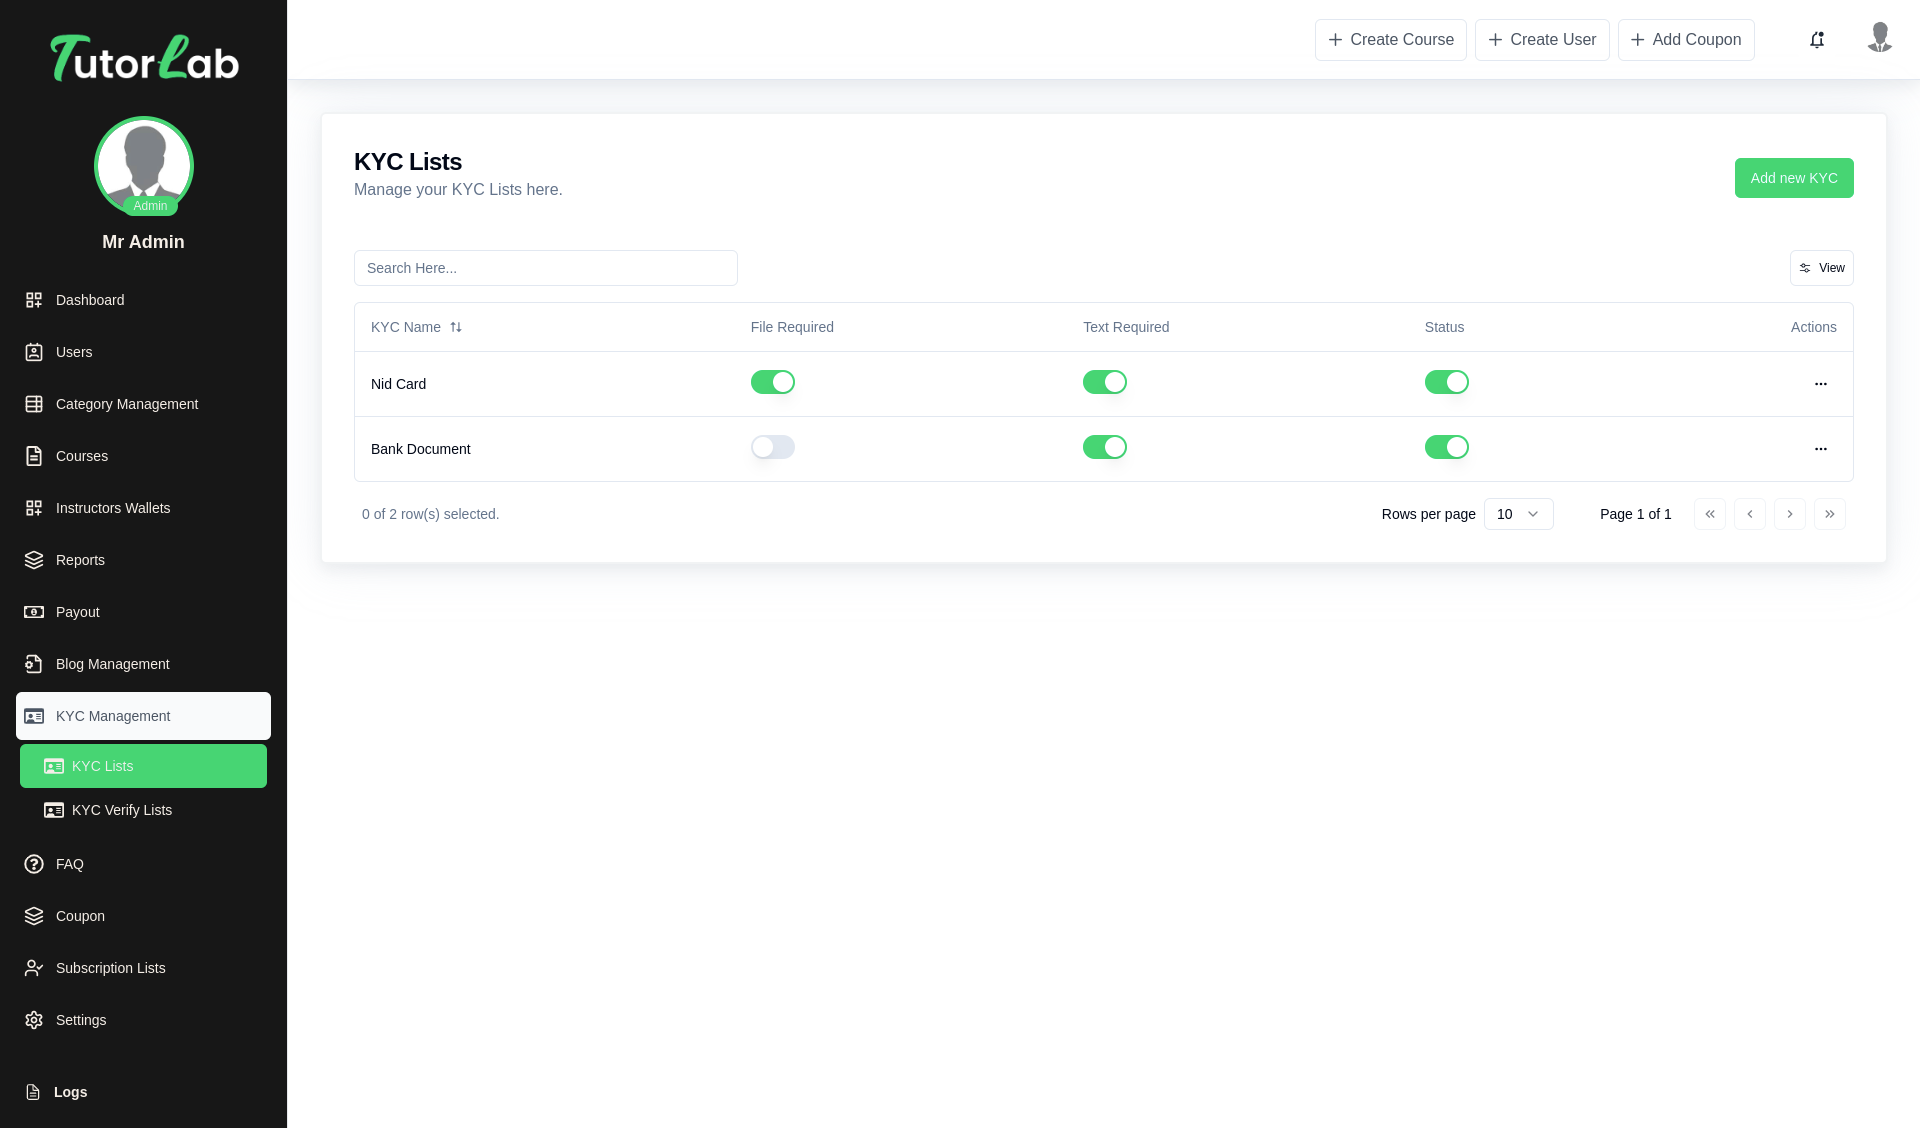 TutorLab
Admin
Mr Admin
Dashboard
Users
Category Management
Courses
Instructors Wallets
Reports
Payout
Blog Management
KYC Management
KYC Lists
KYC Verify Lists
FAQ
Coupon
Subscription Lists
Settings
Logs
Create Course
Create User
Add Coupon
KYC Lists
Manage your KYC Lists here.
Add new KYC
Search Here...
View
KYC Name File Required Text Required Status Actions
Nid Card
Bank Document
0 of 2 row(s) selected.
Rows per page 10 Page 1 of 1